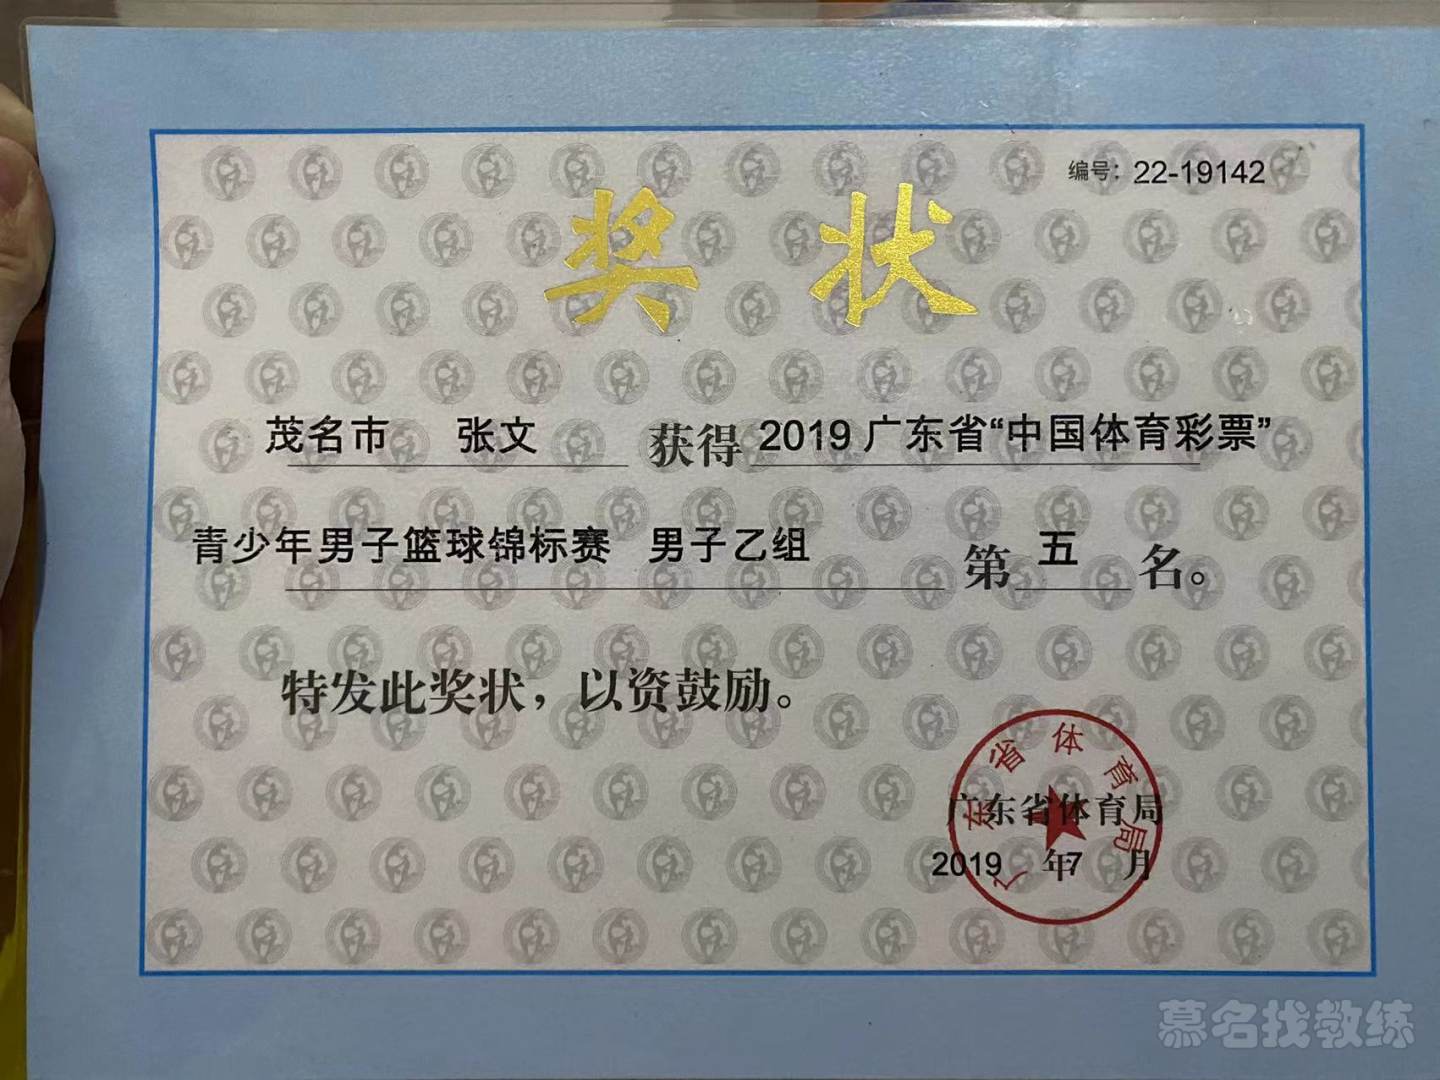 编号：22-19142
奖状
茂名市 张文 获得 2019 广东省“中国体育彩票”
青少年男子篮球锦标赛 男子乙组 第 五 名。
特发此奖状，以资鼓励。
广东省体育局
广东省体育局
2019 年7 月
慕名找教练